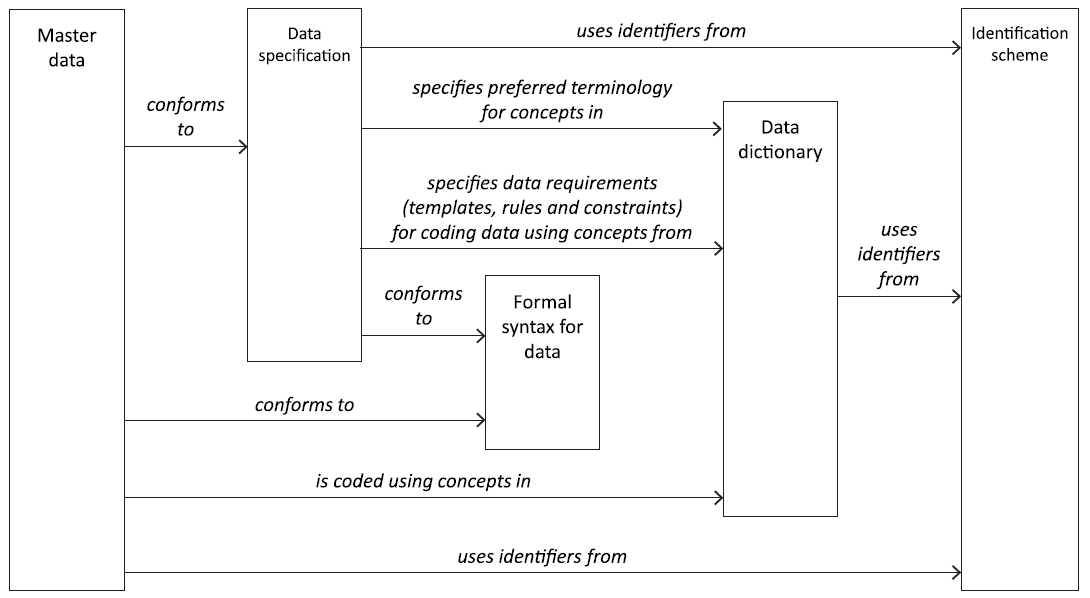 Master
data
Data
specification
uses identifiers from
Identification
scheme
conforms
to
specifies preferred terminology
for concepts in
Data
dictionary
specifies data requirements
(templates, rules and constraints)
for coding data using concepts from
uses
identifiers
from
conforms
to
Formal
syntax for
data
conforms to
is coded using concepts in
uses identifiers from